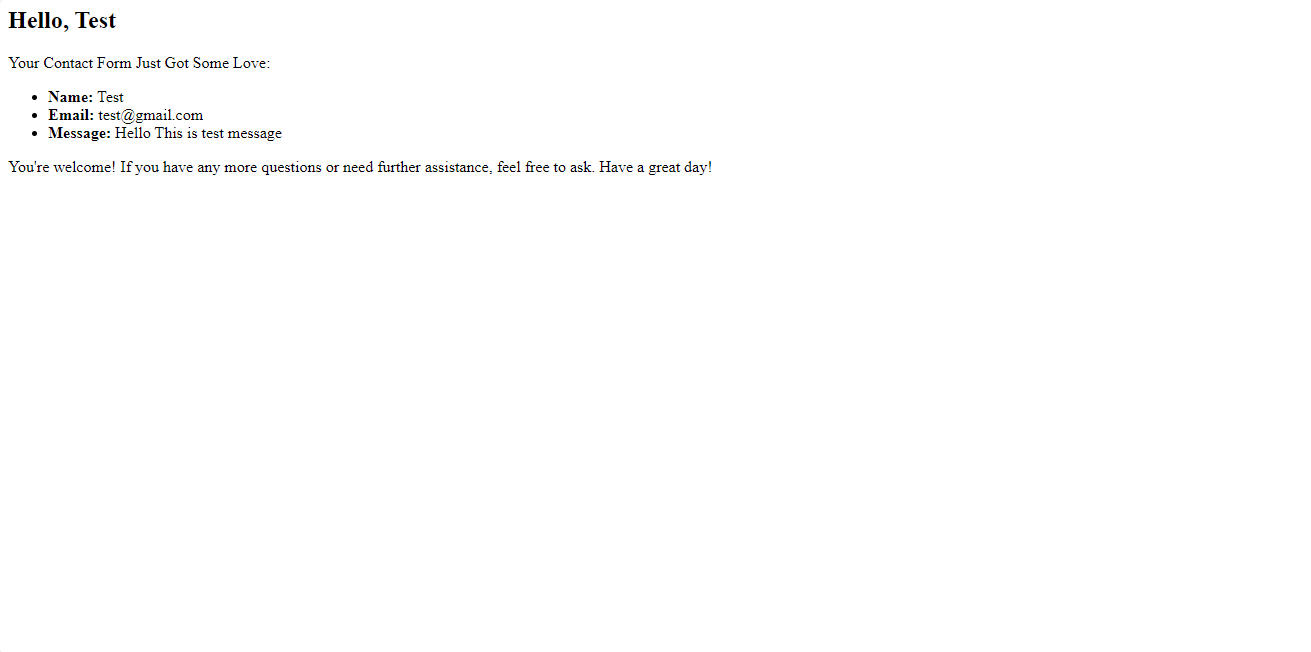 Hello, Test
Your Contact Form Just Got Some Love:
• Name: Test
• Email: test@gmail.com
• Message: Hello This is test message
You're welcome! If you have any more questions or need further assistance, feel free to ask. Have a great day!